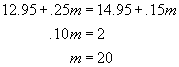 12.95 + .25m = 14.95 + .15m
.10m = 2
m = 20